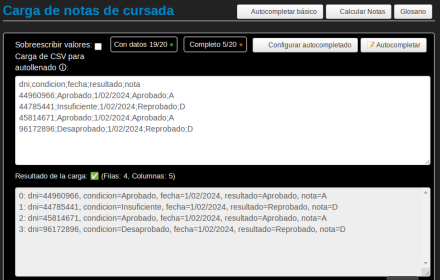 Carga de notas de cursada
Autocompletar básico
Calcular Notas
Glosario
Sobreescribir valores:
Con datos 19/20
Completo 5/20
Configurar autocompletado
📝 Autocompletar
Carga de CSV para
autollenado 🛈:
dni;condicion;fecha;resultado;nota
44960966;Aprobado;1/02/2024;Aprobado;A
44785441;Insuficiente;1/02/2024;Reprobado;D
45814671;Aprobado;1/02/2024;Aprobado;A
96172896;Desaprobado;1/02/2024;Reprobado;D
Resultado de la carga: ✅ (Filas: 4, Columnas: 5)
0: dni=44960966, condicion=Aprobado, fecha=1/02/2024, resultado=Aprobado, nota=A
1: dni=44785441, condicion=Insuficiente, fecha=1/02/2024, resultado=Reprobado, nota=D
2: dni=45814671, condicion=Aprobado, fecha=1/02/2024, resultado=Aprobado, nota=A
3: dni=96172896, condicion=Desaprobado, fecha=1/02/2024, resultado=Reprobado, nota=D